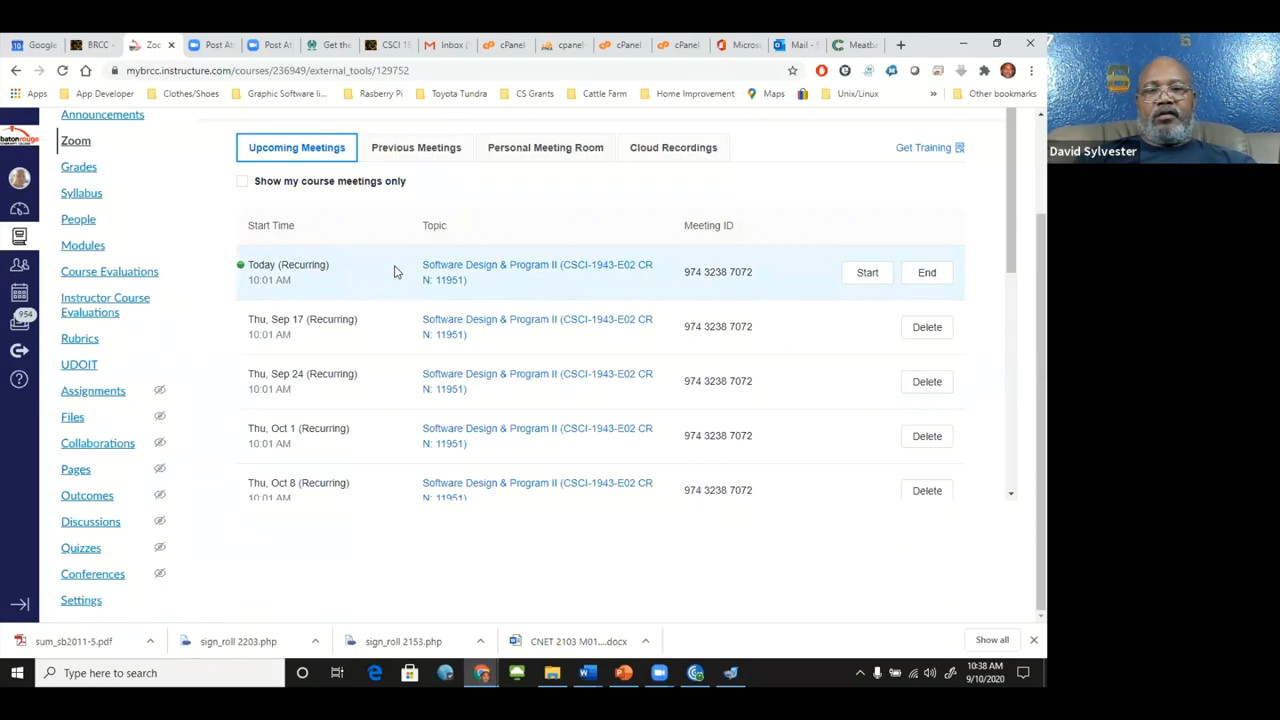 Google
BRCC -
Zoc
Post At
Post At
Get the
CSCI 19
Inbox (
cPanel
cpanel
cPanel
cPanel
Micros
Mail - S
Meatba
mybrcc.instructure.com/courses/236949/external_tools/129752
Apps
App Developer
Clothes/Shoes
Graphic Software li...
Rasberry Pi
Toyota Tundra
CS Grants
Cattle Farm
Home Improvement
Maps
Unix/Linux
»
Other bookmarks
Announcements
Zoom
Grades
Syllabus
People
Modules
Course Evaluations
Instructor Course
Evaluations
Rubrics
UDOIT
Assignments
Files
Collaborations
Pages
Outcomes
Discussions
Quizzes
Conferences
Settings
batonrouge
954
Upcoming Meetings
Previous Meetings
Personal Meeting Room
Cloud Recordings
Get Training
Show my course meetings only
Start Time
Topic
Meeting ID
Today (Recurring)
10:01 AM
Software Design & Program II (CSCI-1943-E02 CR
N: 11951)
974 3238 7072
Start
End
Thu, Sep 17 (Recurring)
10:01 AM
Software Design & Program II (CSCI-1943-E02 CR
N: 11951)
974 3238 7072
Delete
Thu, Sep 24 (Recurring)
10:01 AM
Software Design & Program II (CSCI-1943-E02 CR
N: 11951)
974 3238 7072
Delete
Thu, Oct 1 (Recurring)
10:01 AM
Software Design & Program II (CSCI-1943-E02 CR
N: 11951)
974 3238 7072
Delete
Thu, Oct 8 (Recurring)
10:01 AM
Software Design & Program II (CSCI-1943-E02 CR
N: 11951)
974 3238 7072
Delete
David Sylvester
sum_sb2011-5.pdf
sign_roll 2203.php
sign_roll 2153.php
CNET 2103 M01....docx
Show all
Type here to search
10:38 AM
9/10/2020